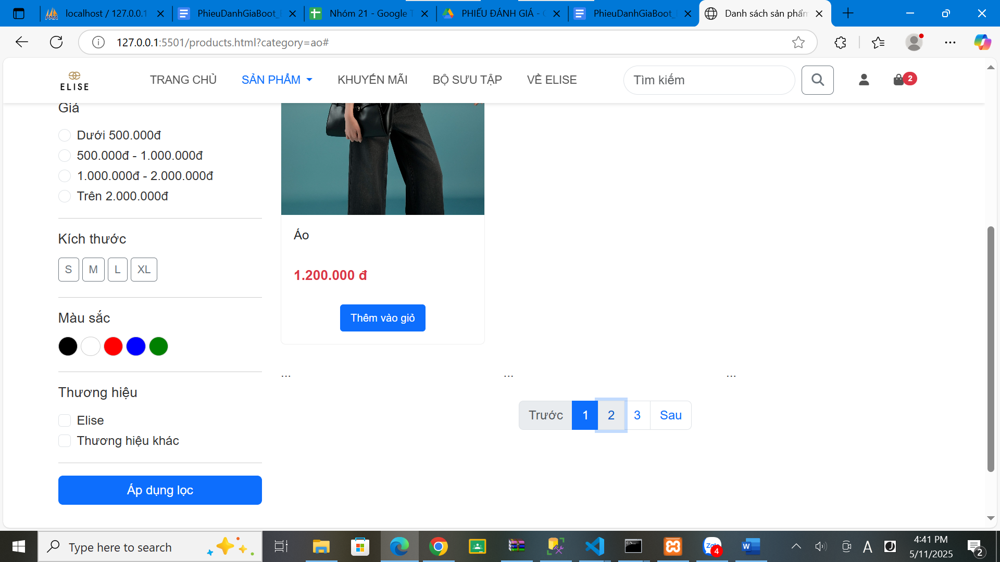 localhost / 127.0.0.1
PhieuDanhGiaBoot_
Nhóm 21 - Google T
PHIẾU ĐÁNH GIÁ -
PhieuDanhGiaBoot_
Danh sách sản phẩm
127.0.0.1:5501/products.html?category=ao#
ELISE
TRANG CHỦ
SẢN PHẨM
KHUYẾN MÃI
BỘ SƯU TẬP
VỀ ELISE
Tìm kiếm
2
Giá
Dưới 500.000đ
500.000đ - 1.000.000đ
1.000.000đ - 2.000.000đ
Trên 2.000.000đ
Kích thước
S M L XL
Màu sắc
Thương hiệu
Elise
Thương hiệu khác
Áp dụng lọc
Áo
1.200.000 đ
Thêm vào giỏ
... ... ...
Trước 1 2 3 Sau
Type here to search
4
A
4:41 PM
5/11/2025
2